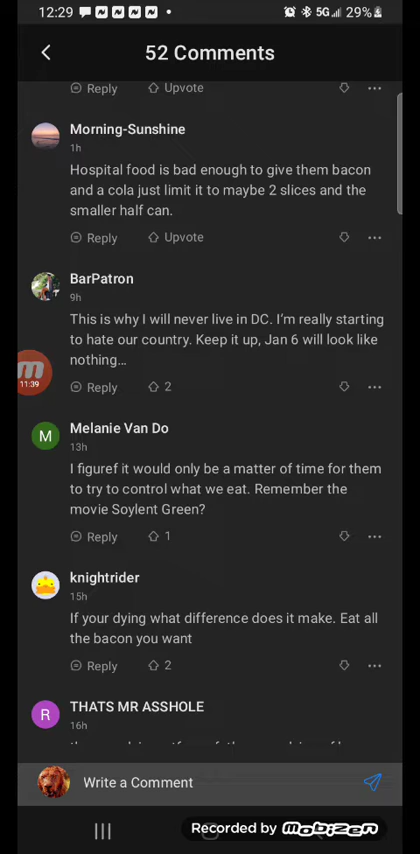 12:29 5G 29%
52 Comments
Reply Upvote
Morning-Sunshine
1h
Hospital food is bad enough to give them bacon
and a cola just limit it to maybe 2 slices and the
smaller half can.
Reply Upvote
BarPatron
9h
This is why I will never live in DC. I'm really starting
to hate our country. Keep it up, Jan 6 will look like
nothing...
11:39
Reply 2
Melanie Van Do
M
13h
I figuref it would only be a matter of time for them
to try to control what we eat. Remember the
movie Soylent Green?
Reply 1
knightrider
15h
If your dying what difference does it make. Eat all
the bacon you want
Reply 2
THATS MR ASSHOLE
R
16h
Write a Comment
Recorded by mobizen